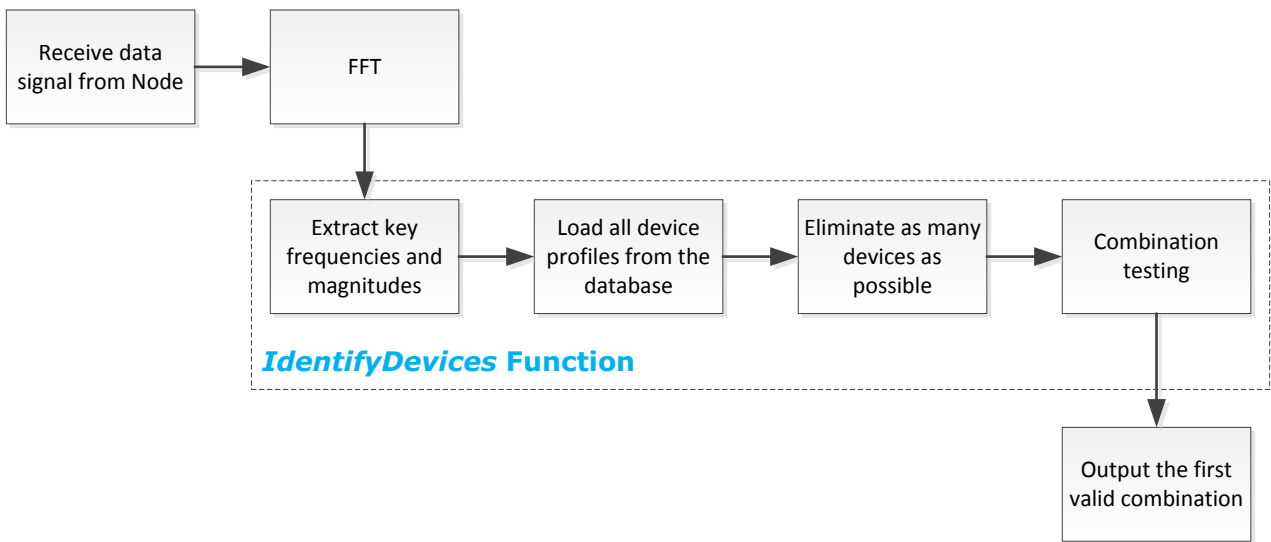 Receive data
signal from Node
FFT
Extract key
frequencies and
magnitudes
Load all device
profiles from the
database
Eliminate as many
devices as
possible
Combination
testing
IdentifyDevices Function
Output the first
valid combination